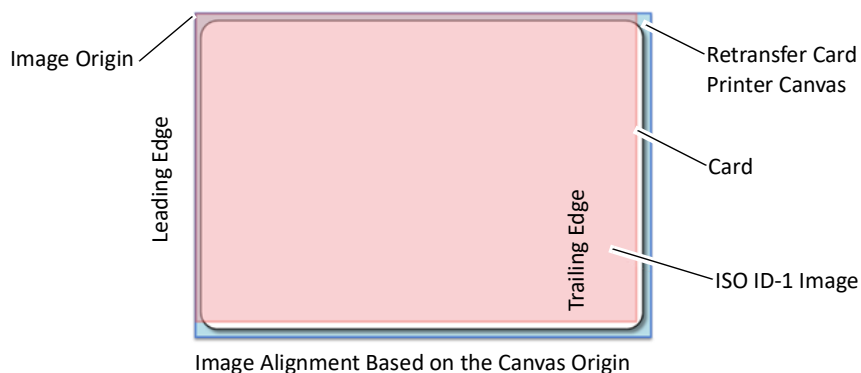 Image Origin
Retransfer Card
Printer Canvas
Leading Edge
Card
Trailing Edge
ISO ID-1 Image
Image Alignment Based on the Canvas Origin